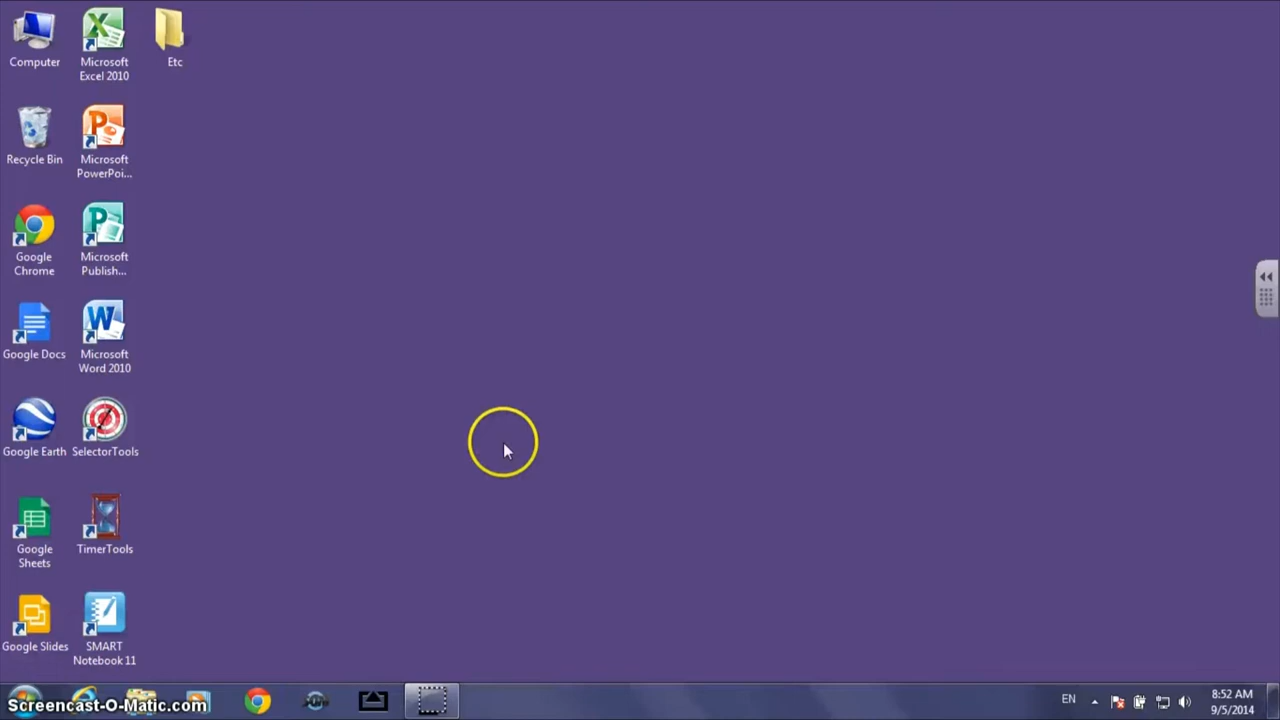 Computer
Microsoft
Excel 2010
Etc
Recycle Bin
Microsoft
PowerPoi...
Google
Chrome
Microsoft
Publish...
Google Docs
Microsoft
Word 2010
Google Earth
SelectorTools
Google
Sheets
TimerTools
Google Slides
SMART
Notebook 11
Screencast-O-Matic.com
EN
8:52 AM
9/5/2014